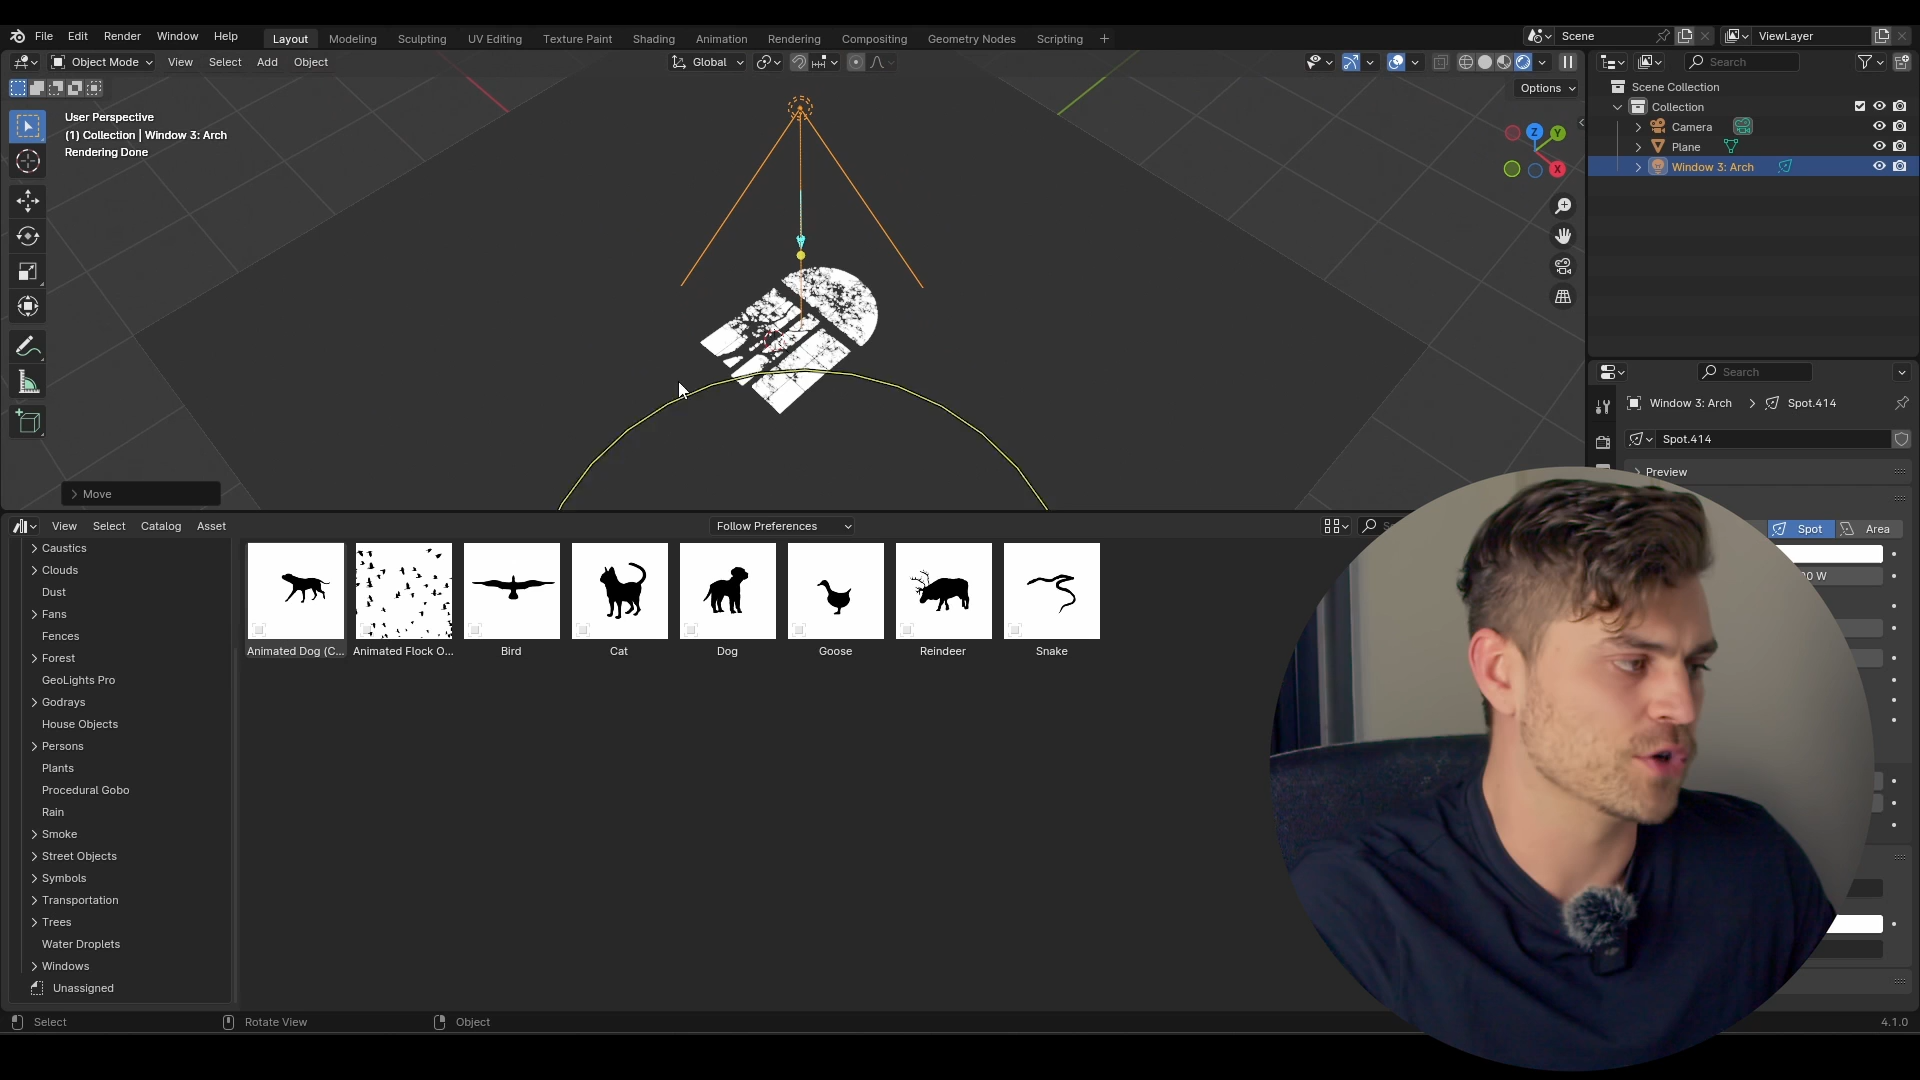 File Edit Render Window Help
Layout Modeling Sculpting UV Editing Texture Paint Shading Animation Rendering Compositing Geometry Nodes Scripting +
Scene
ViewLayer
Object Mode View Select Add Object
Global
Search
Options
Scene Collection
Collection
Camera
Plane
Window 3: Arch
User Perspective
(1) Collection | Window 3: Arch
Rendering Done
Z
Y
X
Search
Window 3: Arch > Spot.414
Spot.414
Preview
Spot Area
0 W
> Move
View Select Catalog Asset
Follow Preferences
Caustics
Clouds
Dust
Fans
Fences
Forest
GeoLights Pro
Godrays
House Objects
Persons
Plants
Procedural Gobo
Rain
Smoke
Street Objects
Symbols
Transportation
Trees
Water Droplets
Windows
Unassigned
Animated Dog (C... Animated Flock O... Bird Cat Dog Goose Reindeer Snake
Select Rotate View Object
4.1.0